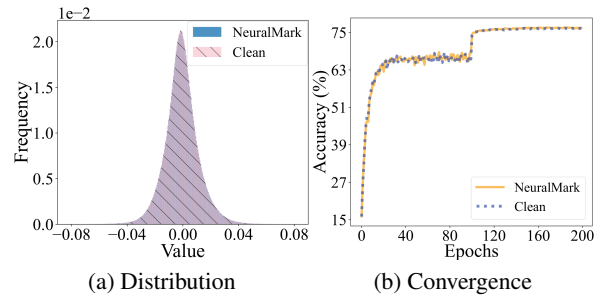 1e−2
2.0
1.5
1.0
0.5
0.0
−0.08 −0.04 0.00 0.04 0.08
Frequency
Value
NeuralMark
Clean
(a) Distribution
75
63
51
39
27
15
0 40 80 120 160 200
Accuracy (%)
Epochs
NeuralMark
Clean
(b) Convergence